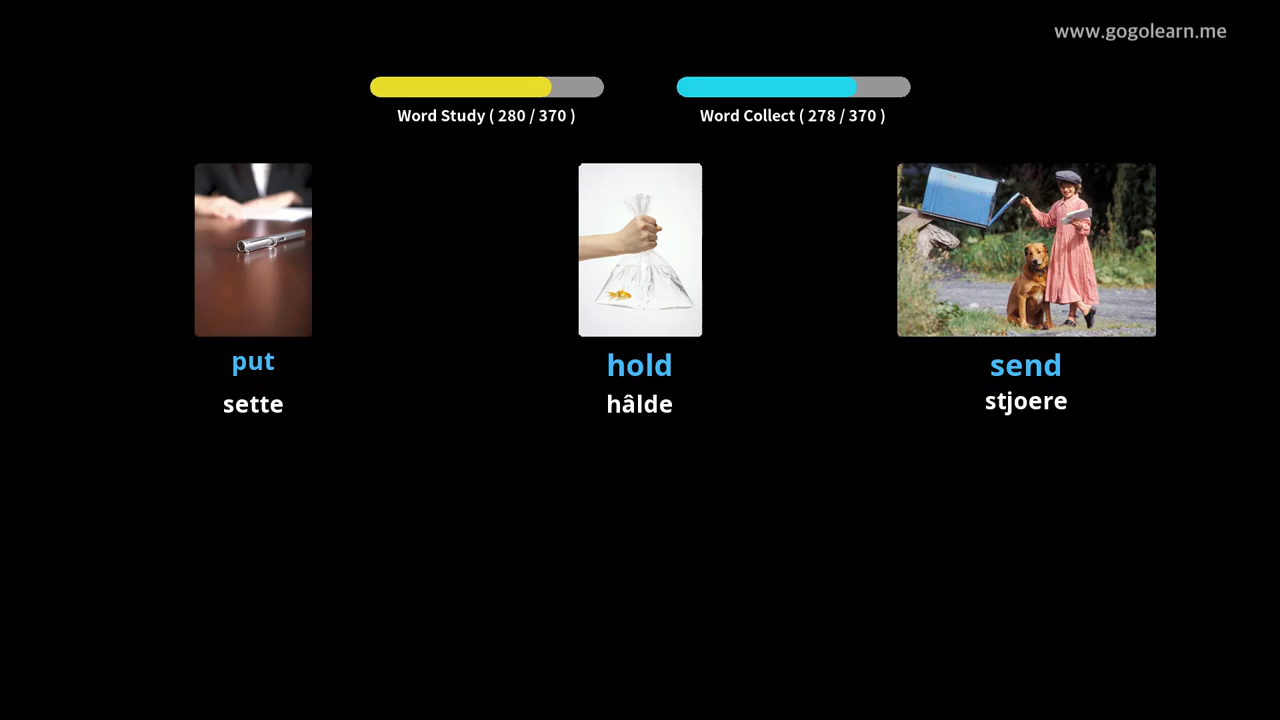 www.gogolearn.me
Word Study ( 280 / 370 )
Word Collect ( 278 / 370 )
put
hold
send
sette
hâlde
stjoere